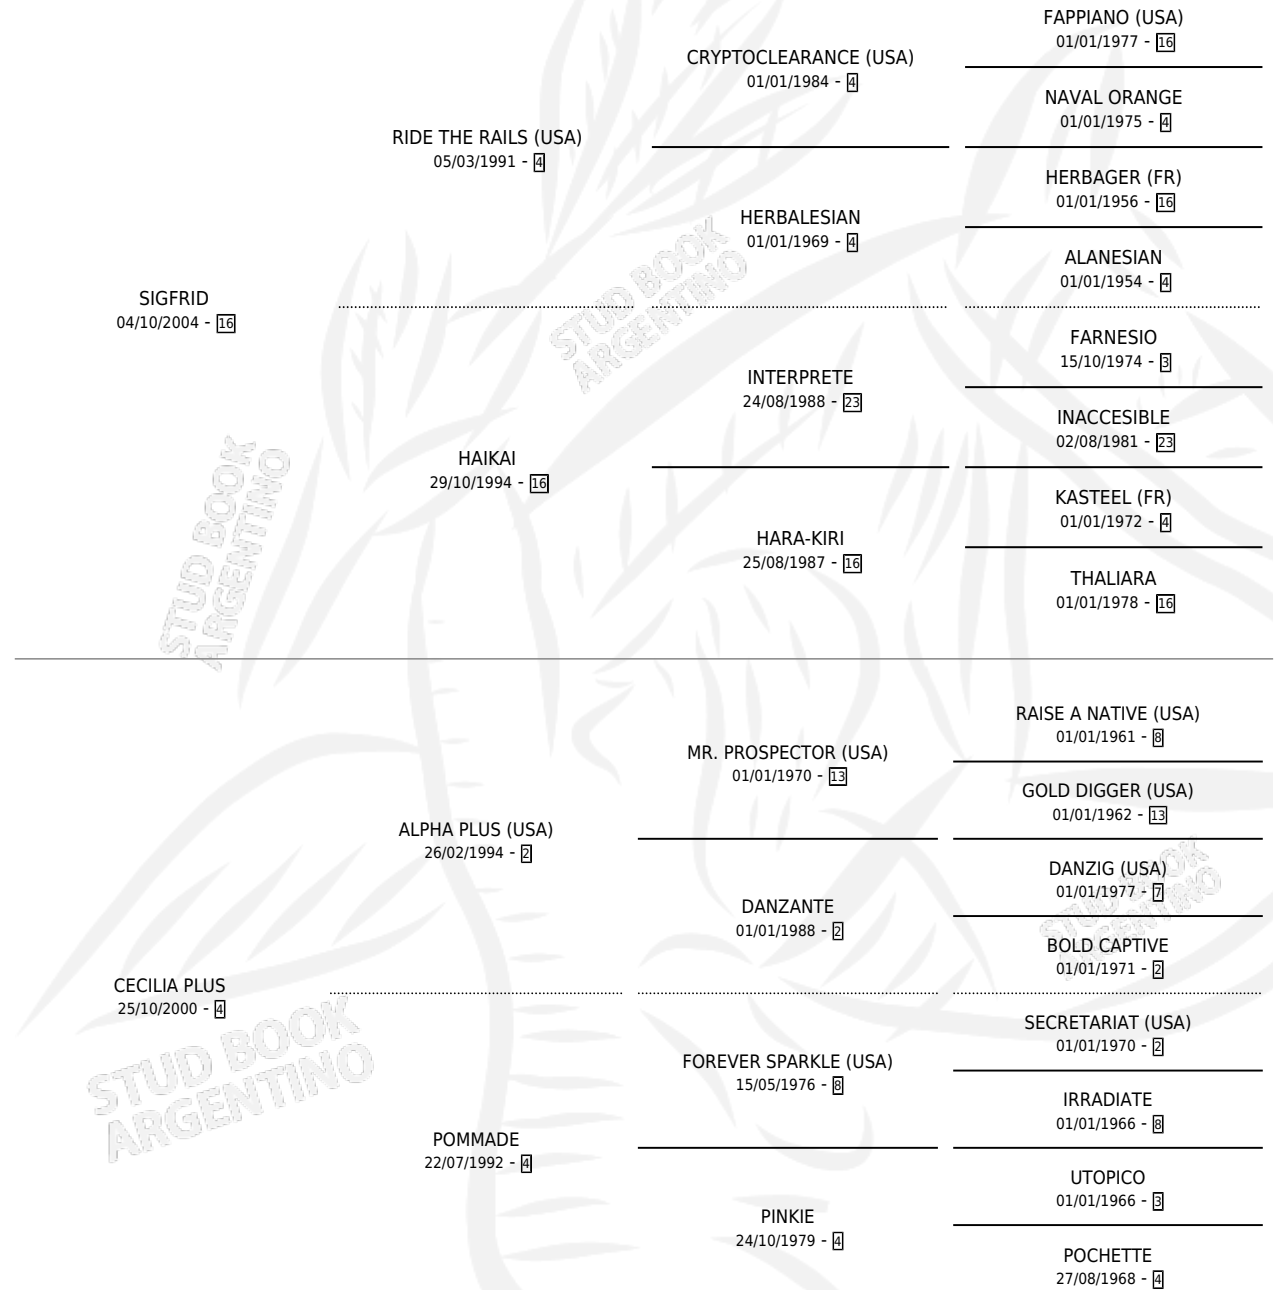 FAPPIANO (USA)
01/01/1977 - 16
CRYPTOCLEARANCE (USA)
01/01/1984 - 4
NAVAL ORANGE
01/01/1975 - 4
RIDE THE RAILS (USA)
05/03/1991 - 4
HERBAGER (FR)
01/01/1956 - 16
HERBALESIAN
01/01/1969 - 4
ALANESIAN
01/01/1954 - 4
SIGFRID
04/10/2004 - 16
STUD BOOK
ARGENTINO
FARNESIO
15/10/1974 - 3
INTERPRETE
24/08/1988 - 23
INACCESIBLE
02/08/1981 - 23
HAIKAI
29/10/1994 - 16
KASTEEL (FR)
01/01/1972 - 4
HARA-KIRI
25/08/1987 - 16
THALIARA
01/01/1978 - 16
STUD BOOK
ARGENTINO
RAISE A NATIVE (USA)
01/01/1961 - 8
MR. PROSPECTOR (USA)
01/01/1970 - 13
GOLD DIGGER (USA)
01/01/1962 - 13
ALPHA PLUS (USA)
26/02/1994 - 2
DANZIG (USA)
01/01/1977 - 7
DANZANTE
01/01/1988 - 2
STUD BOOK
ARGENTINO
BOLD CAPTIVE
01/01/1971 - 2
CECILIA PLUS
25/10/2000 - 4
SECRETARIAT (USA)
01/01/1970 - 2
FOREVER SPARKLE (USA)
15/05/1976 - 8
IRRADIATE
01/01/1966 - 8
STUD BOOK
ARGENTINO
POMMADE
22/07/1992 - 4
UTOPICO
01/01/1966 - 3
PINKIE
24/10/1979 - 4
POCHETTE
27/08/1968 - 4